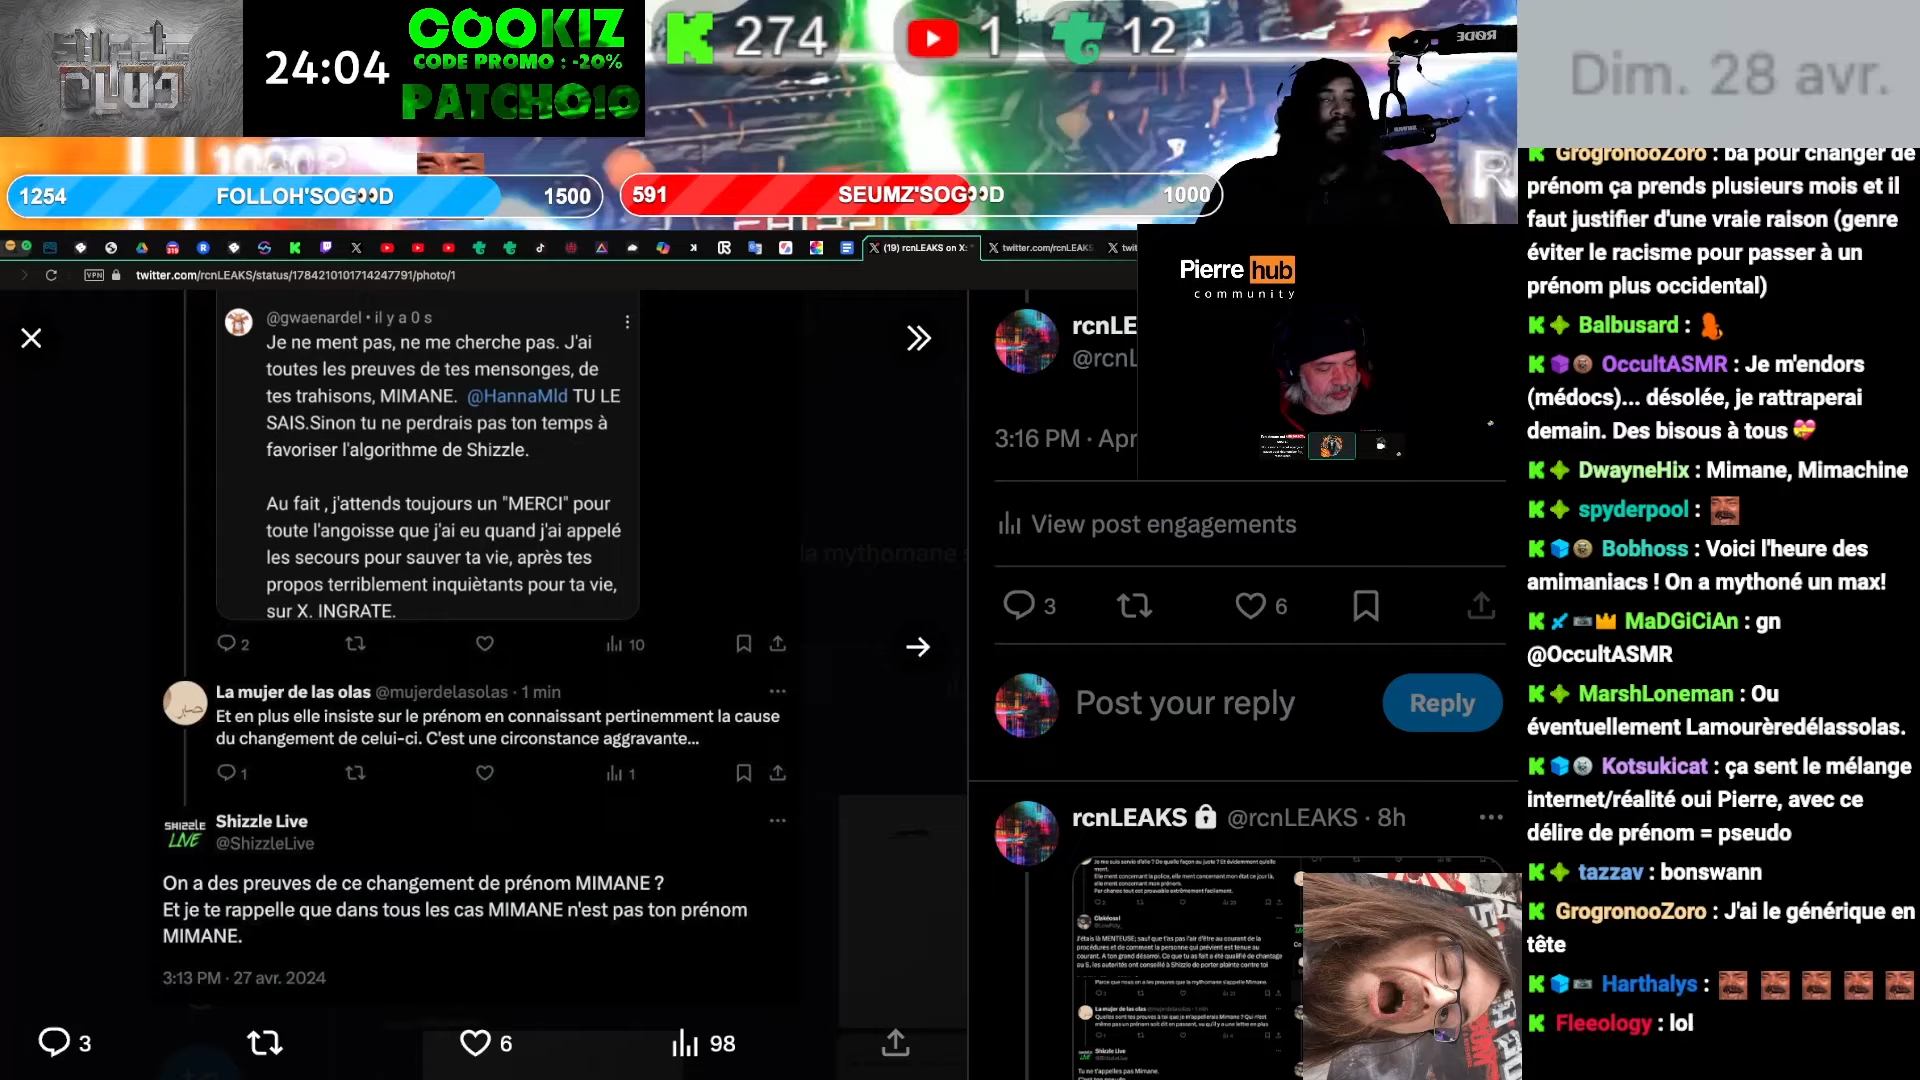 24:04
COOKIZ
CODE PROMO : -20%
PATCHO10
274
1
12
RØDE
Dim. 28 avr.
1254 FOLLOH'SOG👀D 1500
591 SEUMZ'SOG👀D 1000
(19) rcnLEAKS on X:
twitter.com/rcnLEAKS
VPN
twitter.com/rcnLEAKS/status/1784210101714247791/photo/1
@gwaenardel • il y a 0 s
Je ne ment pas, ne me cherche pas. J'ai
toutes les preuves de tes mensonges, de
tes trahisons, MIMANE. @HannaMld TU LE
SAIS.Sinon tu ne perdrais pas ton temps à
favoriser l'algorithme de Shizzle.
Au fait , j'attends toujours un "MERCI" pour
toute l'angoisse que j'ai eu quand j'ai appelé
les secours pour sauver ta vie, après tes
propos terriblement inquiètants pour ta vie,
sur X. INGRATE.
2
10
La mujer de las olas @mujerdelasolas · 1 min
Et en plus elle insiste sur le prénom en connaissant pertinemment la cause
du changement de celui-ci. C'est une circonstance aggravante...
1
1
SHIZZLE LIVE
Shizzle Live
@ShizzleLive
On a des preuves de ce changement de prénom MIMANE ?
Et je te rappelle que dans tous les cas MIMANE n'est pas ton prénom
MIMANE.
3:13 PM · 27 avr. 2024
3
6
98
la mythomane
rcnLE
@rcnL
3:16 PM · Apr
View post engagements
3
6
Post your reply
Reply
rcnLEAKS @rcnLEAKS · 8h
Pierre hub
community
GrogronooZoro : ba pour changer de
prénom ça prends plusieurs mois et il
faut justifier d'une vraie raison (genre
éviter le racisme pour passer à un
prénom plus occidental)
Balbusard :
OccultASMR : Je m'endors
(médocs)... désolée, je rattraperai
demain. Des bisous à tous 💝
DwayneHix : Mimane, Mimachine
spyderpool :
Bobhoss : Voici l'heure des
amimaniacs ! On a mythoné un max!
MaDGiCiAn : gn
@OccultASMR
MarshLoneman : Ou
éventuellement Lamourèredélassolas.
Kotsukicat : ça sent le mélange
internet/réalité oui Pierre, avec ce
délire de prénom = pseudo
tazzav : bonswann
GrogronooZoro : J'ai le générique en
tête
Harthalys :
Fleeology : lol